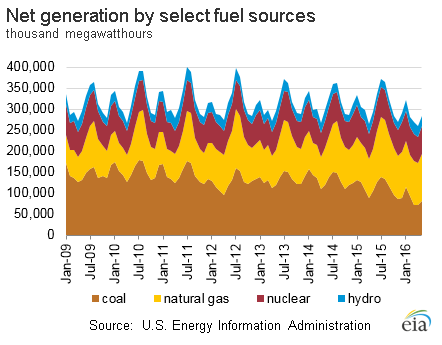 Net generation by select fuel sources
thousand megawatthours
400,000
350,000
300,000
250,000
200,000
150,000
100,000
50,000
0
Jan-09
Jul-09
Jan-10
Jul-10
Jan-11
Jul-11
Jan-12
Jul-12
Jan-13
Jul-13
Jan-14
Jul-14
Jan-15
Jul-15
Jan-16
coal natural gas nuclear hydro
Source: U.S. Energy Information Administration
eia